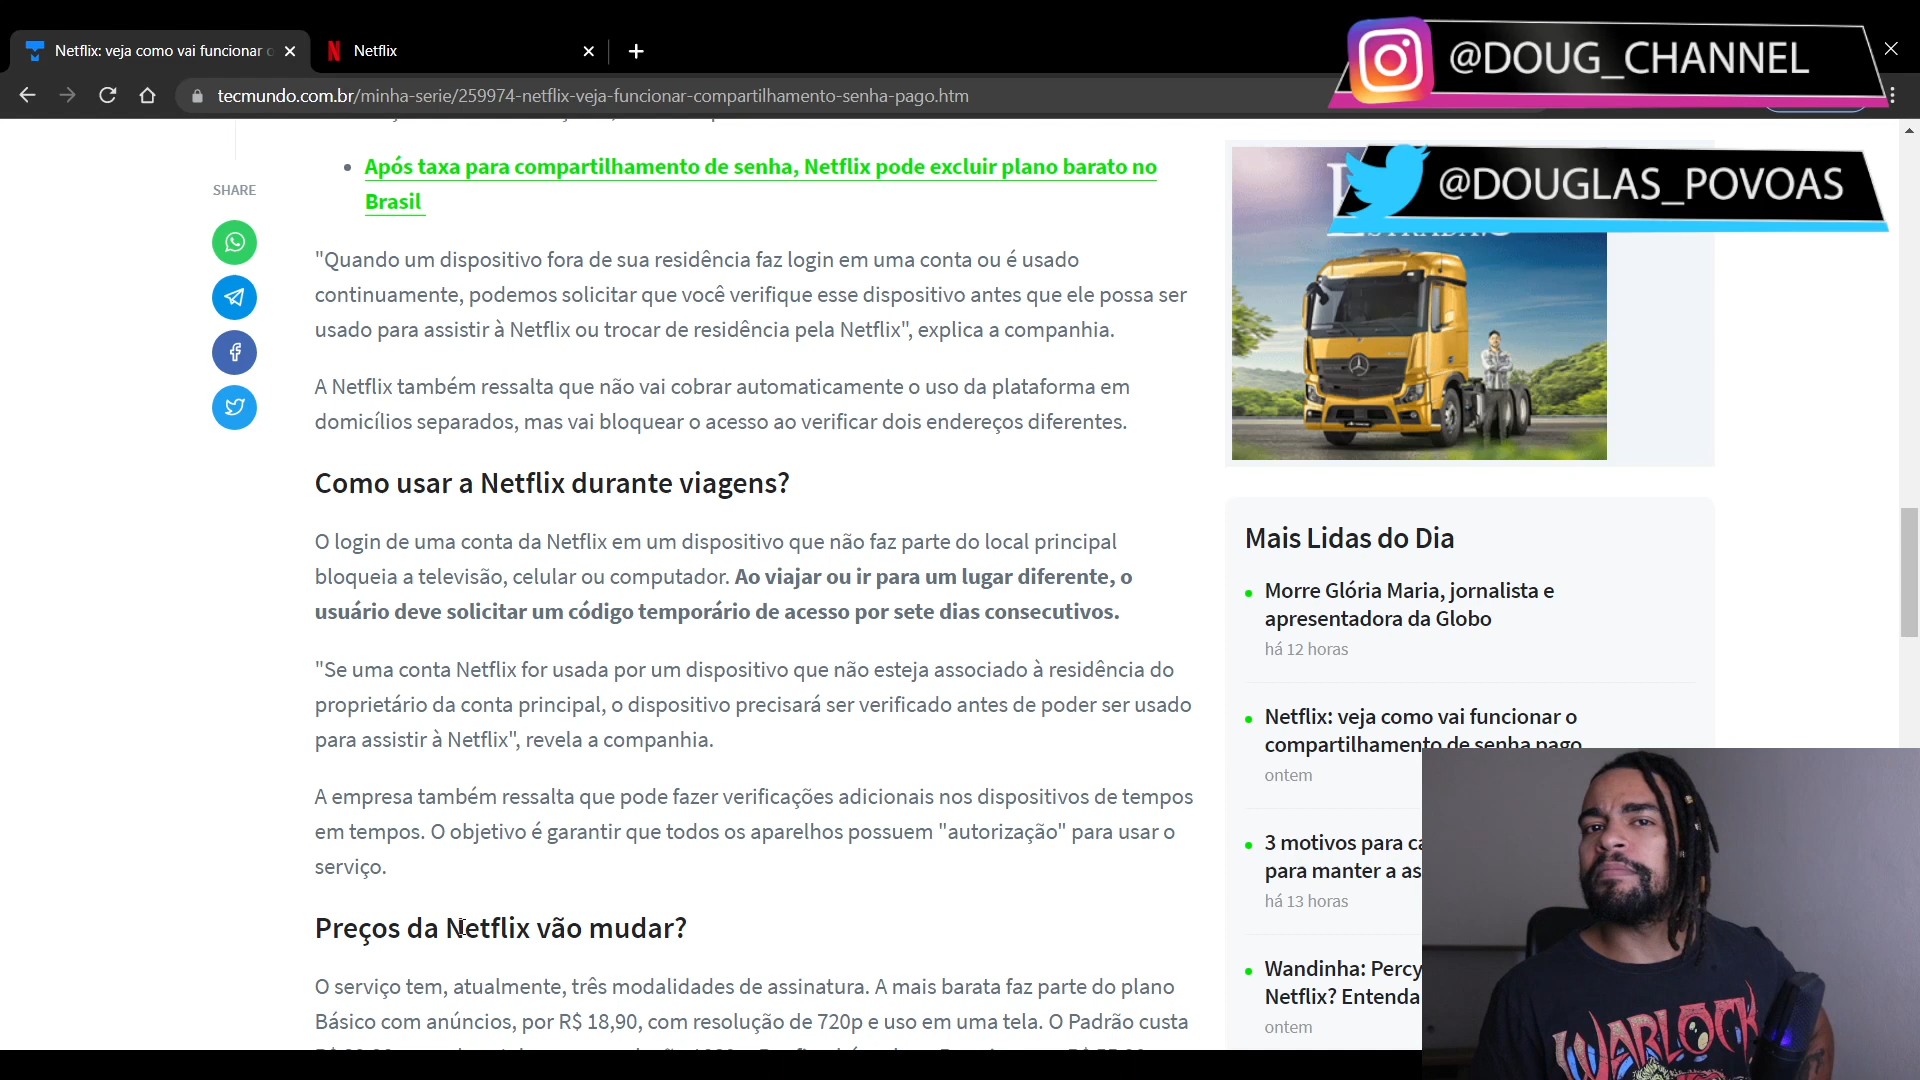 Netflix: veja como vai funcionar
Netflix
@DOUG_CHANNEL
tecmundo.com.br/minha-serie/259974-netflix-veja-funcionar-compartilhamento-senha-pago.htm
@DOUGLAS_POVOAS
SHARE
Após taxa para compartilhamento de senha, Netflix pode excluir plano barato no
Brasil
"Quando um dispositivo fora de sua residência faz login em uma conta ou é usado
continuamente, podemos solicitar que você verifique esse dispositivo antes que ele possa ser
usado para assistir à Netflix ou trocar de residência pela Netflix", explica a companhia.
A Netflix também ressalta que não vai cobrar automaticamente o uso da plataforma em
domicílios separados, mas vai bloquear o acesso ao verificar dois endereços diferentes.
Como usar a Netflix durante viagens?
O login de uma conta da Netflix em um dispositivo que não faz parte do local principal
bloqueia a televisão, celular ou computador. Ao viajar ou ir para um lugar diferente, o
usuário deve solicitar um código temporário de acesso por sete dias consecutivos.
"Se uma conta Netflix for usada por um dispositivo que não esteja associado à residência do
proprietário da conta principal, o dispositivo precisará ser verificado antes de poder ser usado
para assistir à Netflix", revela a companhia.
A empresa também ressalta que pode fazer verificações adicionais nos dispositivos de tempos
em tempos. O objetivo é garantir que todos os aparelhos possuem "autorização" para usar o
serviço.
Preços da Netflix vão mudar?
O serviço tem, atualmente, três modalidades de assinatura. A mais barata faz parte do plano
Básico com anúncios, por R$ 18,90, com resolução de 720p e uso em uma tela. O Padrão custa
Mais Lidas do Dia
Morre Glória Maria, jornalista e
apresentadora da Globo
há 12 horas
Netflix: veja como vai funcionar o
compartilhamento de senha pago
ontem
3 motivos para
para manter a
há 13 horas
Wandinha: Percy
Netflix? Entenda
ontem
WARLOCK